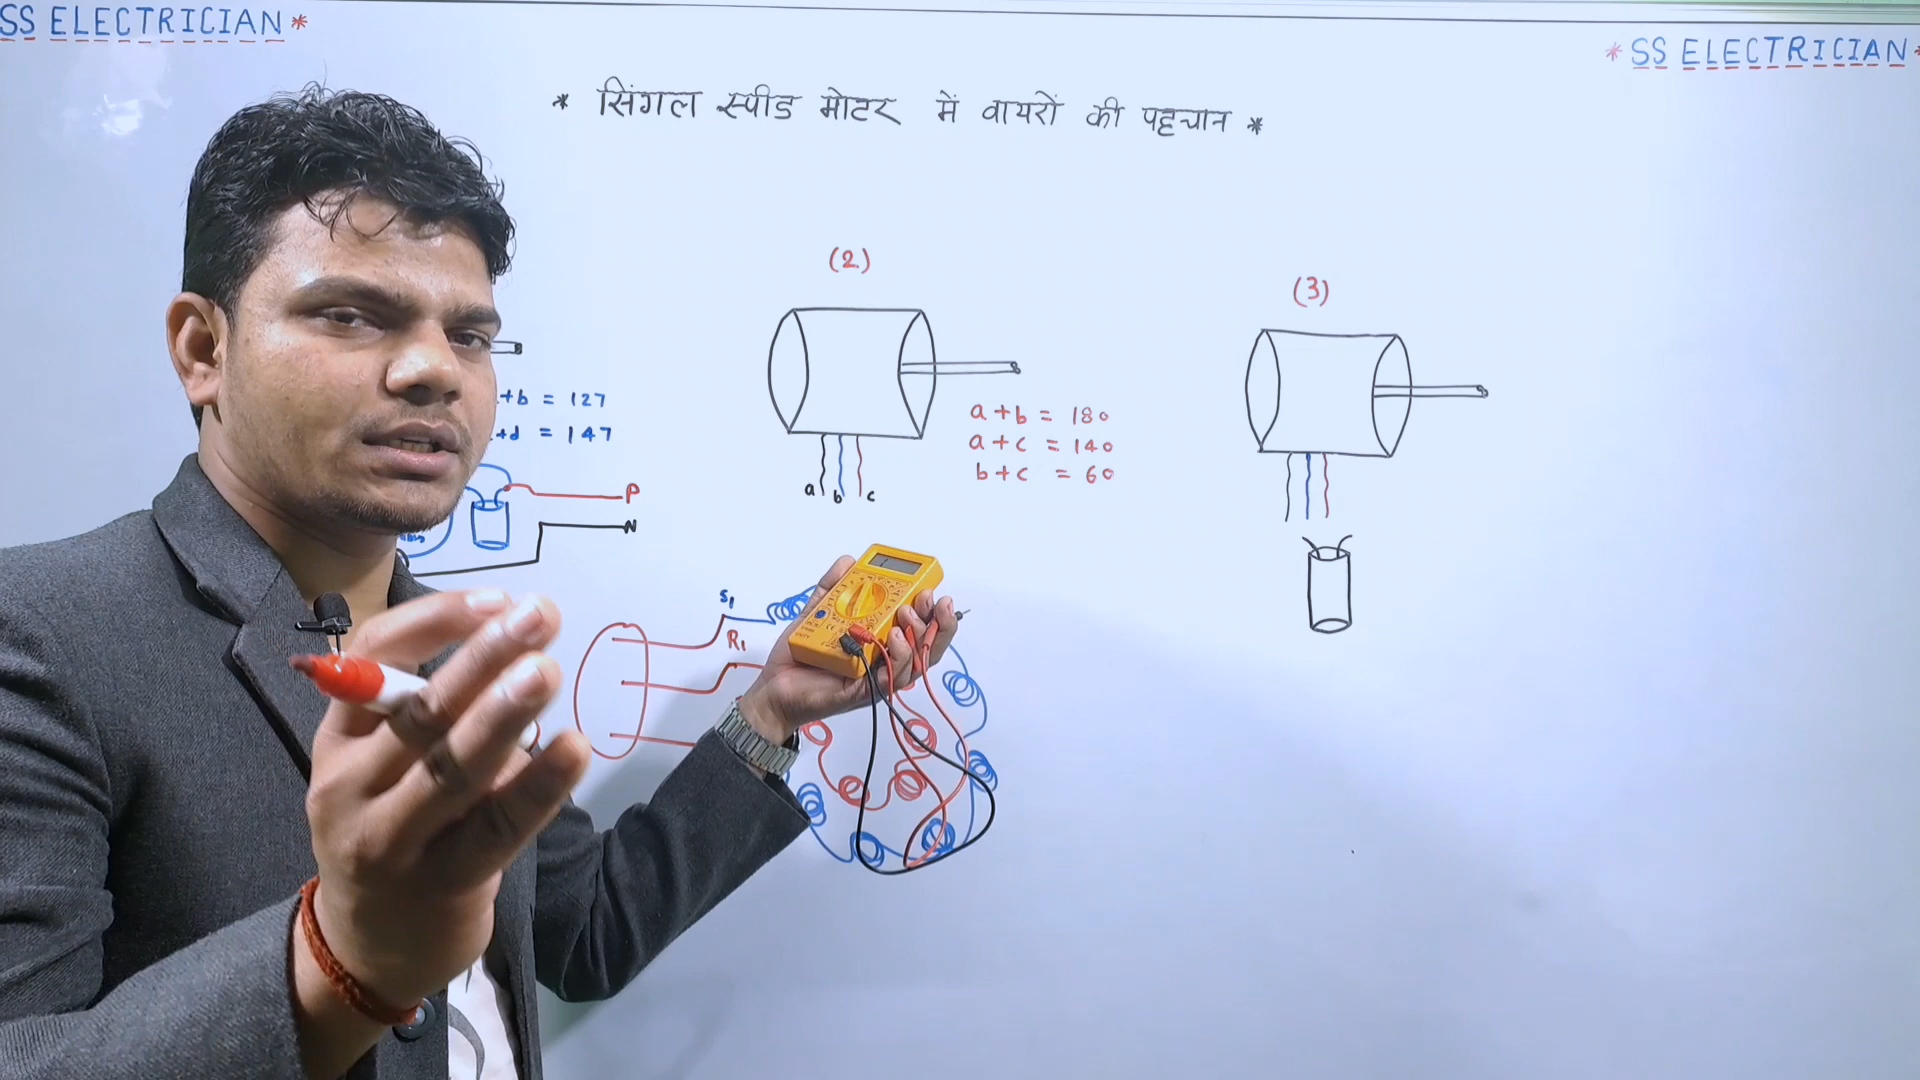 SS ELECTRICIAN*
* SS ELECTRICIAN*
* सिंगल स्पीड मोटर में वायरों की पहचान *
(2)
(3)
+b = 127
+d = 147
P
N
a b c
a+b = 180
a+c = 140
b+c = 60
S1
R1